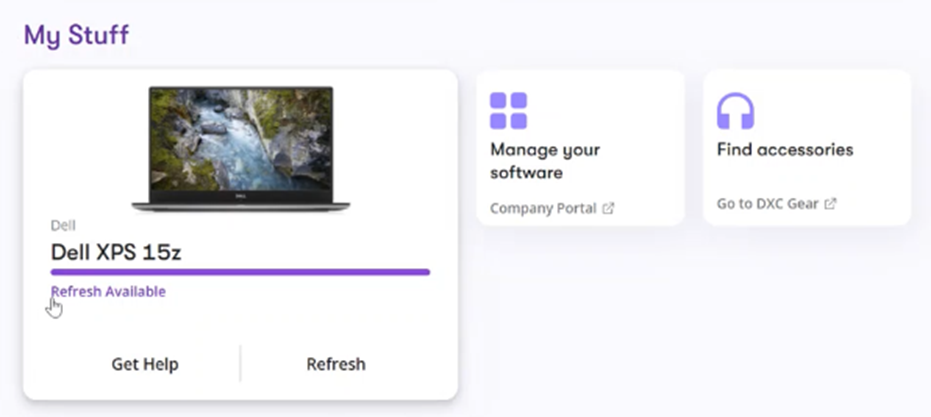 My Stuff
Dell
Dell XPS 15z
Refresh Available
Get Help
Refresh
Manage your
software
Company Portal
Find accessories
Go to DXC Gear